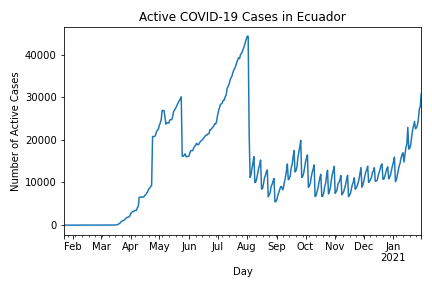 Active COVID-19 Cases in Ecuador
Number of Active Cases
40000
30000
20000
10000
0
Feb Mar Apr May Jun Jul Aug Sep Oct Nov Dec Jan
2021
Day